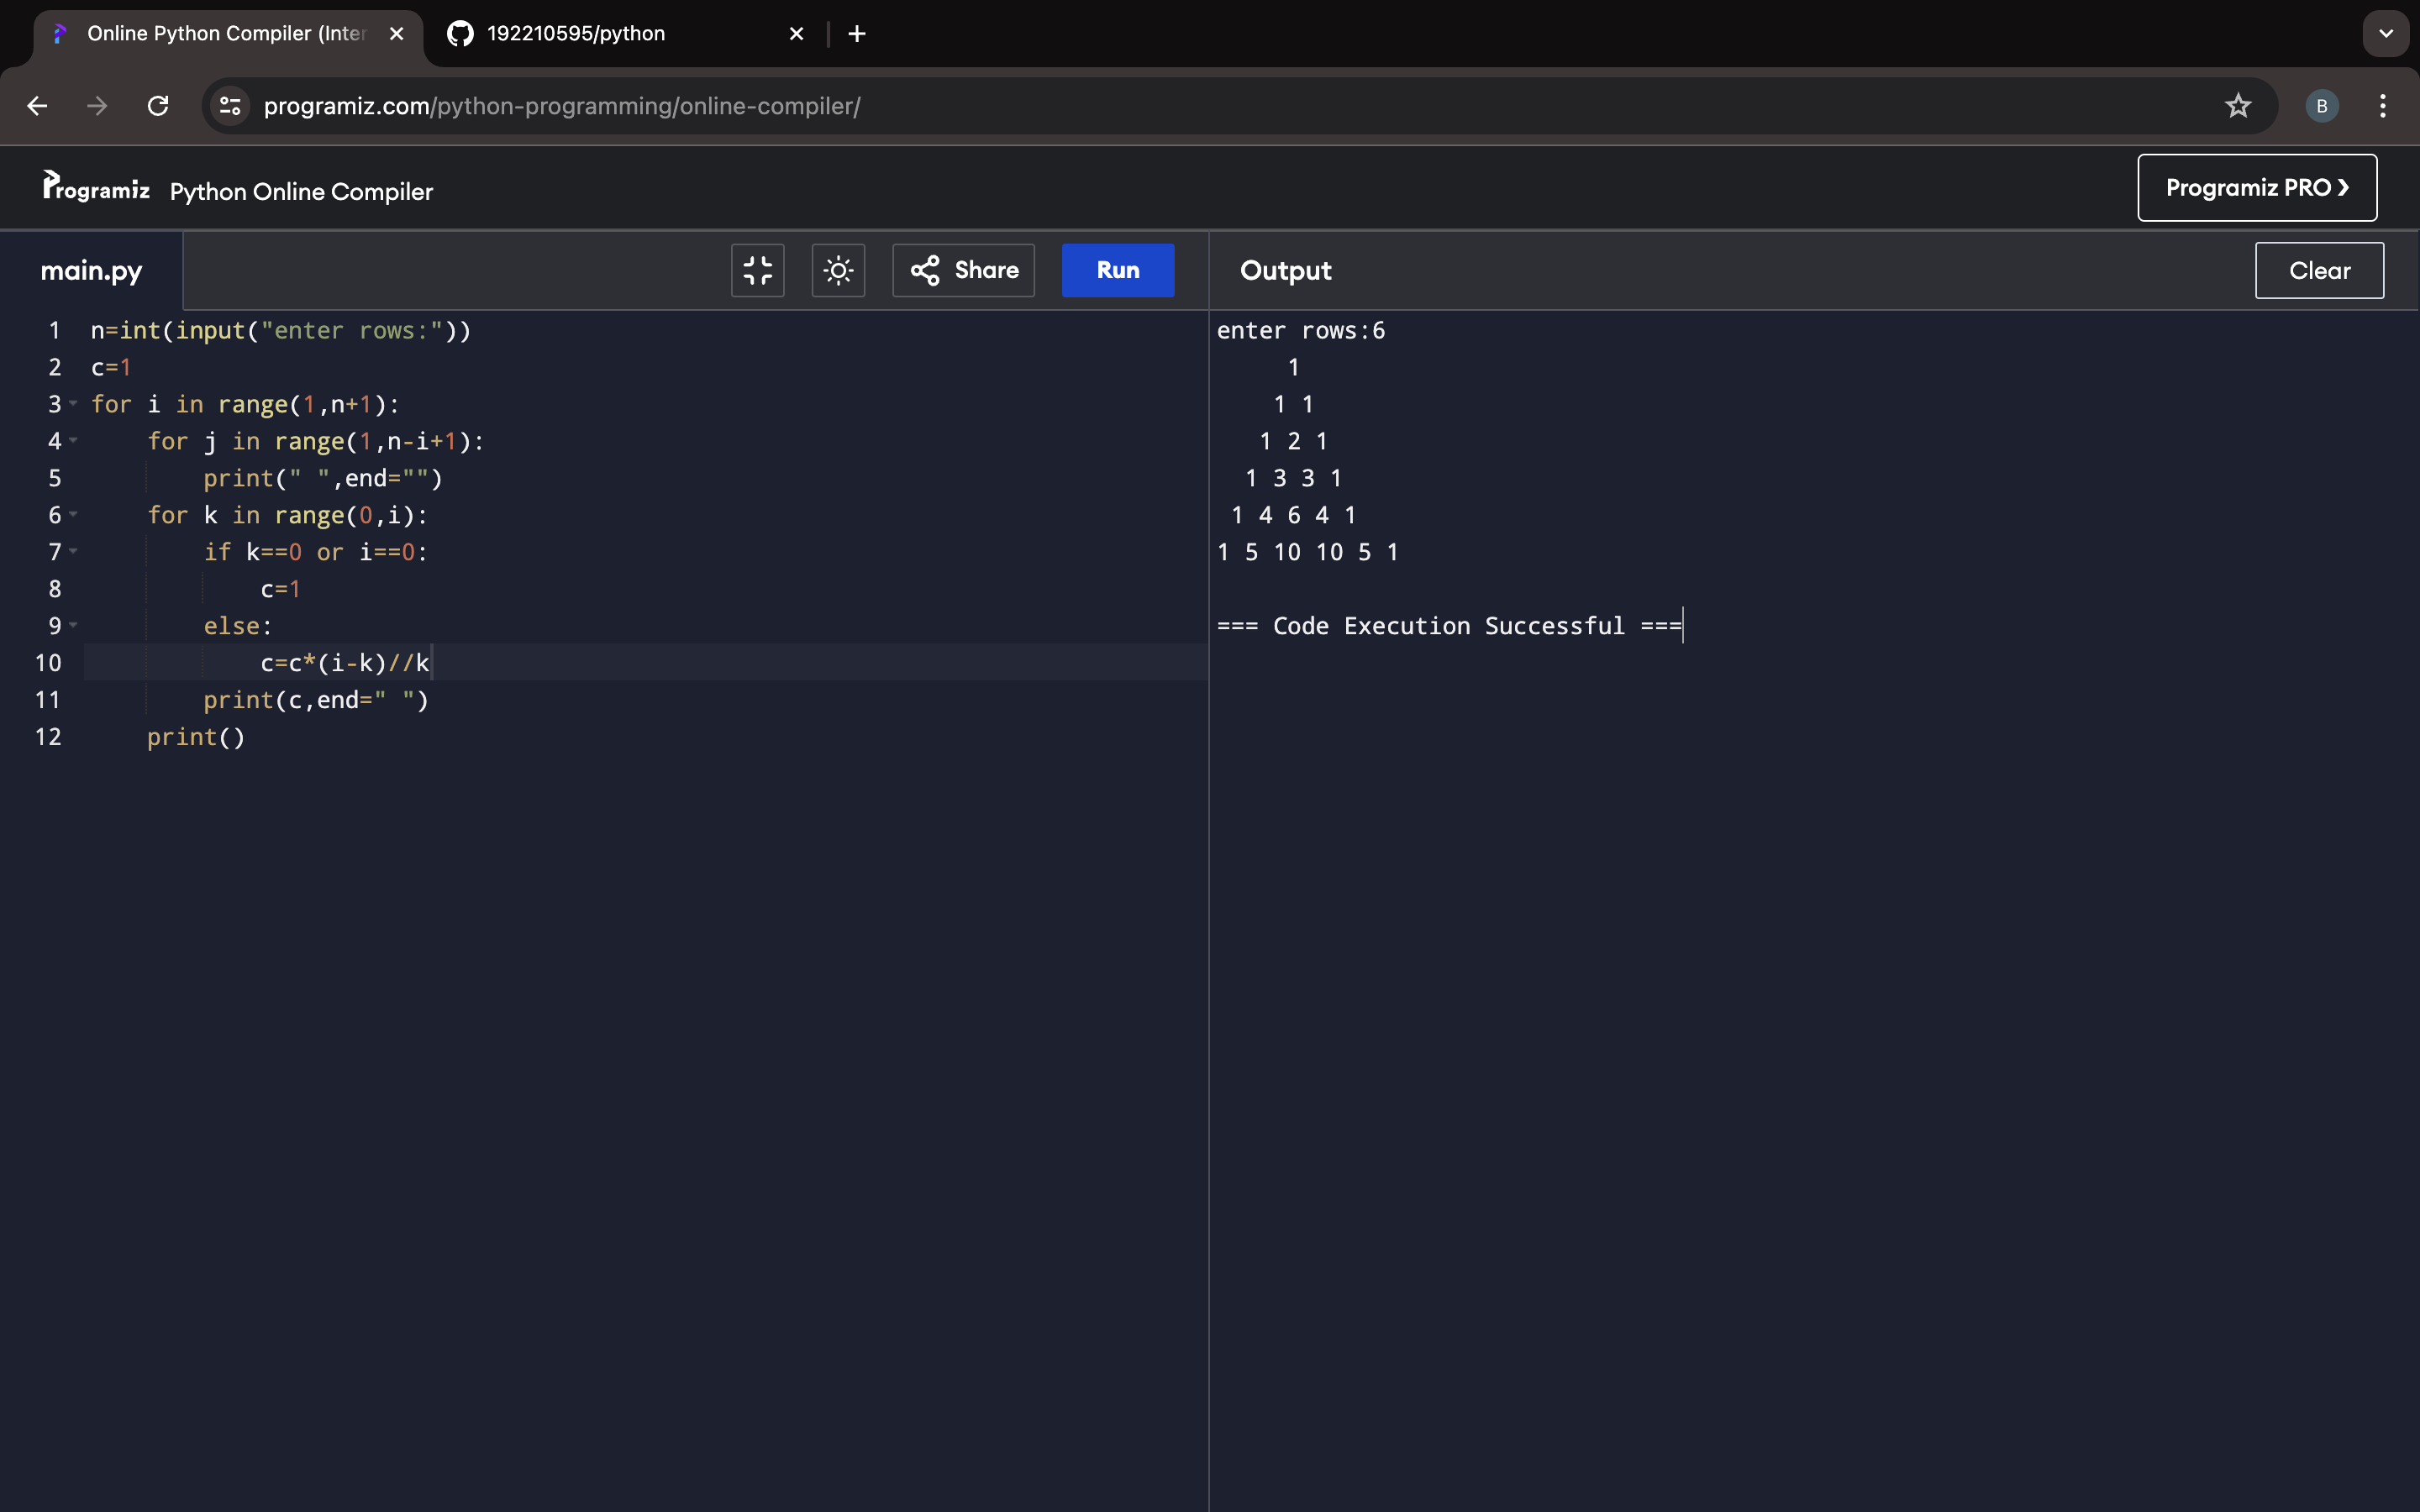 Online Python Compiler (Inter
192210595/python
programiz.com/python-programming/online-compiler/
B
Programiz Python Online Compiler
Programiz PRO
main.py
Share
Run
Output
Clear
1 n=int(input("enter rows:"))
2 c=1
3 for i in range(1,n+1):
4     for j in range(1,n-i+1):
5         print(" ",end="")
6     for k in range(0,i):
7         if k==0 or i==0:
8             c=1
9         else:
10             c=c*(i-k)//k
11         print(c,end=" ")
12     print()
enter rows:6
     1
    1 1
   1 2 1
  1 3 3 1
 1 4 6 4 1
1 5 10 10 5 1
=== Code Execution Successful ===